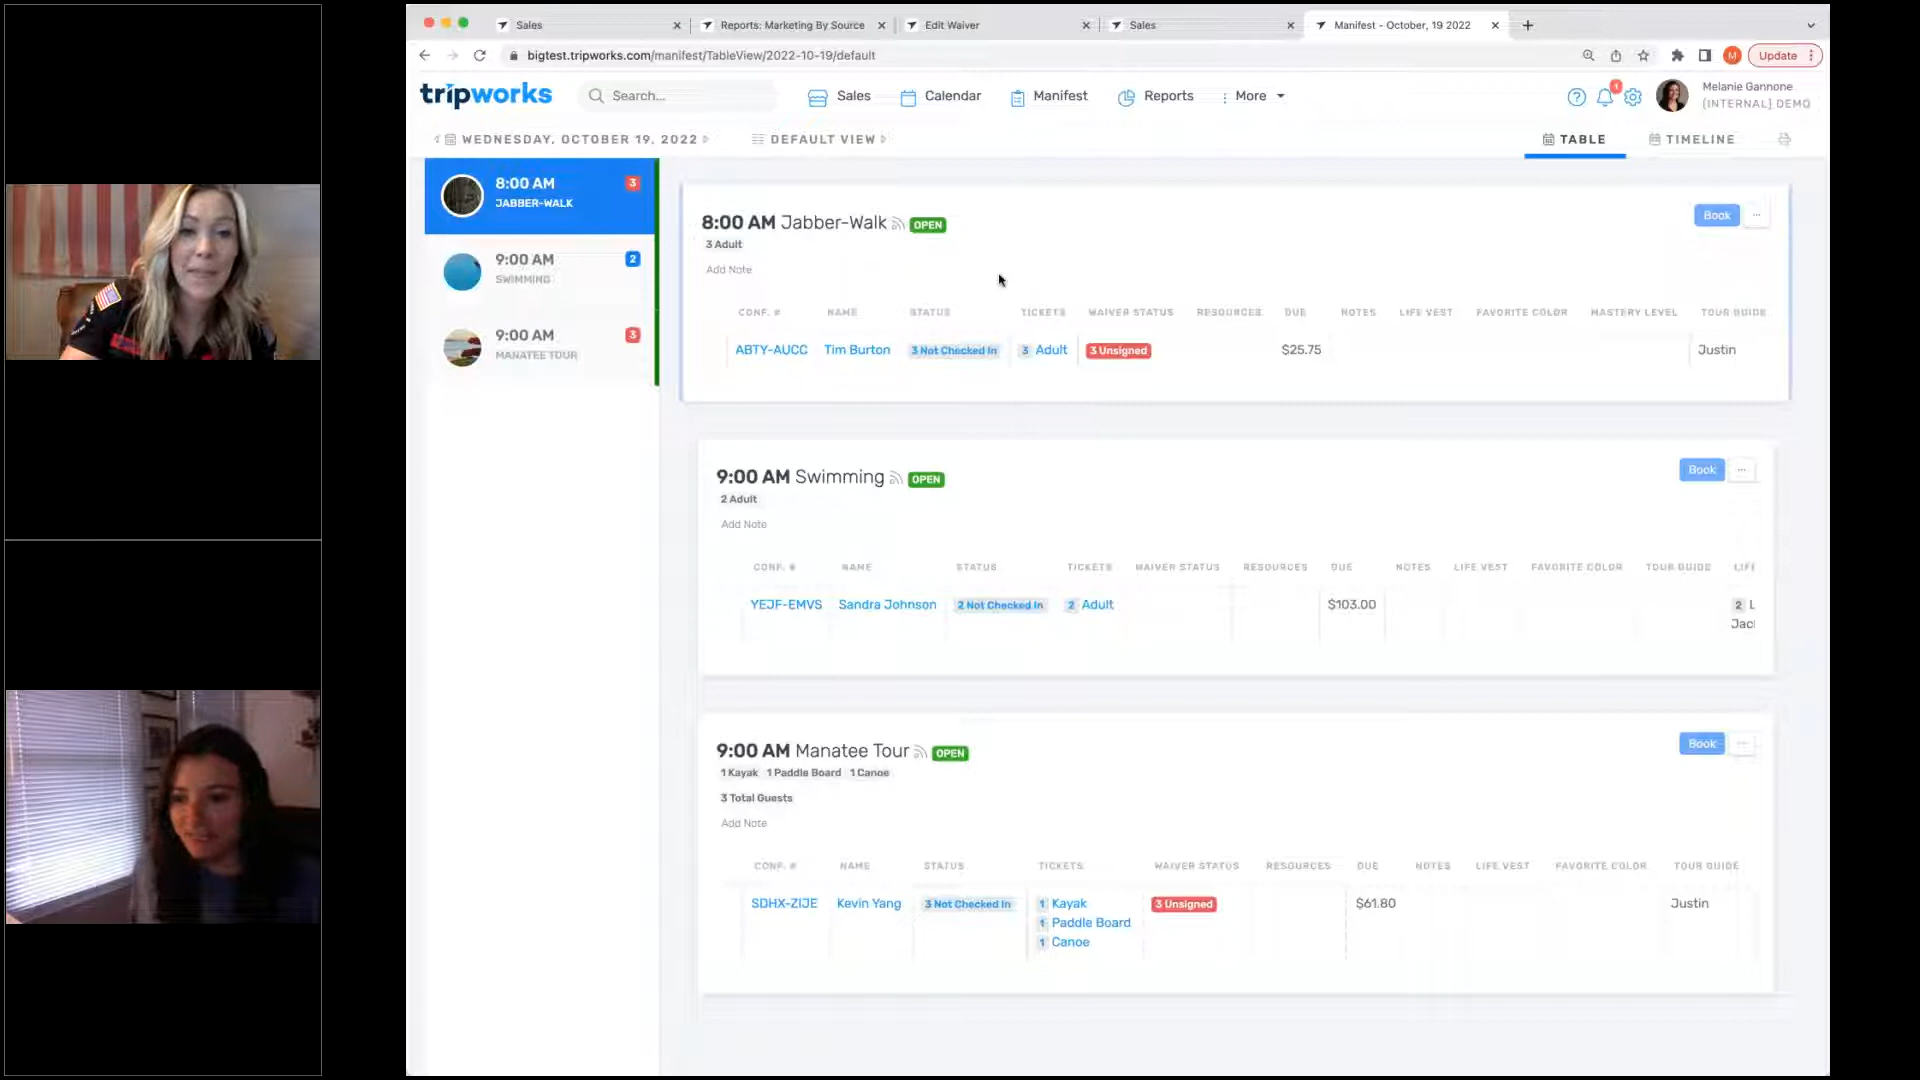 Sales
Reports: Marketing By Source
Edit Waiver
Sales
Manifest - October, 19 2022
bigtest.tripworks.com/manifest/TableView/2022-10-19/default
M
Update
tripworks
Search...
Sales
Calendar
Manifest
Reports
More
1
Melanie Gannone
[INTERNAL] DEMO
WEDNESDAY, OCTOBER 19, 2022
DEFAULT VIEW
TABLE
TIMELINE
8:00 AM
3
JABBER-WALK
9:00 AM
2
SWIMMING
9:00 AM
3
MANATEE TOUR
8:00 AM Jabber-Walk OPEN
Book ...
3 Adult
Add Note
CONF. # NAME STATUS TICKETS WAIVER STATUS RESOURCES DUE NOTES LIFE VEST FAVORITE COLOR MASTERY LEVEL TOUR GUIDE
ABTY-AUCC Tim Burton 3 Not Checked In 3 Adult 3 Unsigned $25.75 Justin
9:00 AM Swimming OPEN
Book ...
2 Adult
Add Note
CONF. # NAME STATUS TICKETS WAIVER STATUS RESOURCES DUE NOTES LIFE VEST FAVORITE COLOR TOUR GUIDE LIFE
YEJF-EMVS Sandra Johnson 2 Not Checked In 2 Adult $103.00 2 L
Jac
9:00 AM Manatee Tour OPEN
Book ...
1 Kayak 1 Paddle Board 1 Canoe
3 Total Guests
Add Note
CONF. # NAME STATUS TICKETS WAIVER STATUS RESOURCES DUE NOTES LIFE VEST FAVORITE COLOR TOUR GUIDE
SDHX-ZIJE Kevin Yang 3 Not Checked In 1 Kayak 3 Unsigned $61.80 Justin
1 Paddle Board
1 Canoe